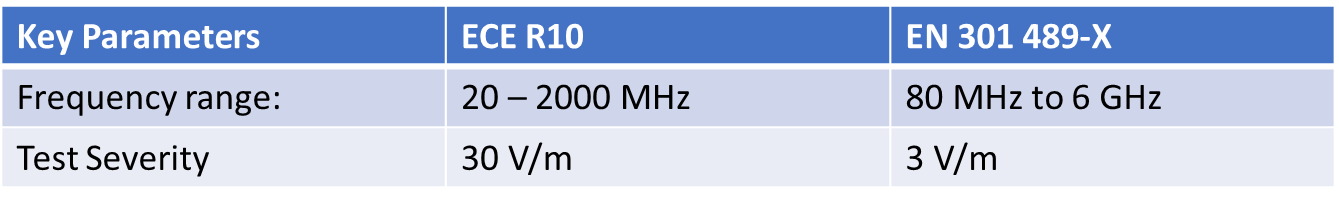 Key Parameters ECE R10 EN 301 489-X
Frequency range: 20 – 2000 MHz 80 MHz to 6 GHz
Test Severity 30 V/m 3 V/m